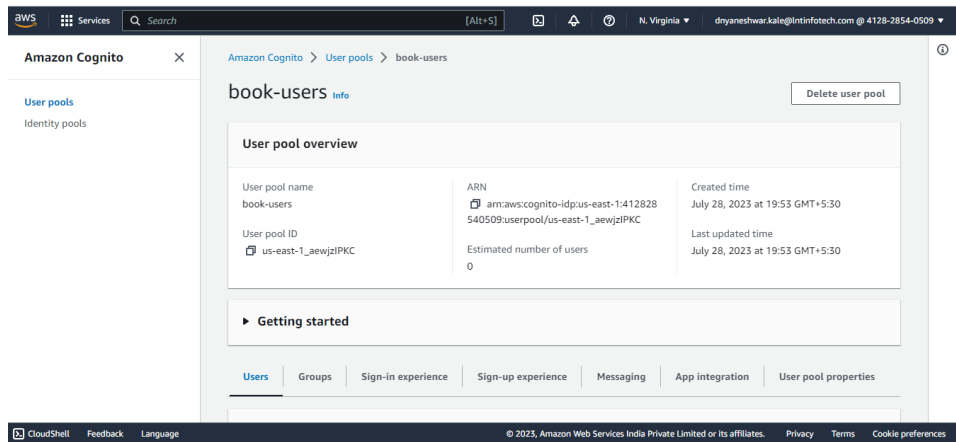 aws
Services
Search
[Alt+S]
N. Virginia ▼
dnyaneshwar.kale@lntinfotech.com @ 4128-2854-0509 ▼
Amazon Cognito
User pools
Identity pools
Amazon Cognito > User pools > book-users
book-users Info
Delete user pool
User pool overview
User pool name
book-users
User pool ID
us-east-1_aewjzIPKC
ARN
arn:aws:cognito-idp:us-east-1:412828
540509:userpool/us-east-1_aewjzIPKC
Estimated number of users
0
Created time
July 28, 2023 at 19:53 GMT+5:30
Last updated time
July 28, 2023 at 19:53 GMT+5:30
Getting started
Users
Groups
Sign-in experience
Sign-up experience
Messaging
App integration
User pool properties
CloudShell
Feedback
Language
© 2023, Amazon Web Services India Private Limited or its affiliates.
Privacy
Terms
Cookie preferences